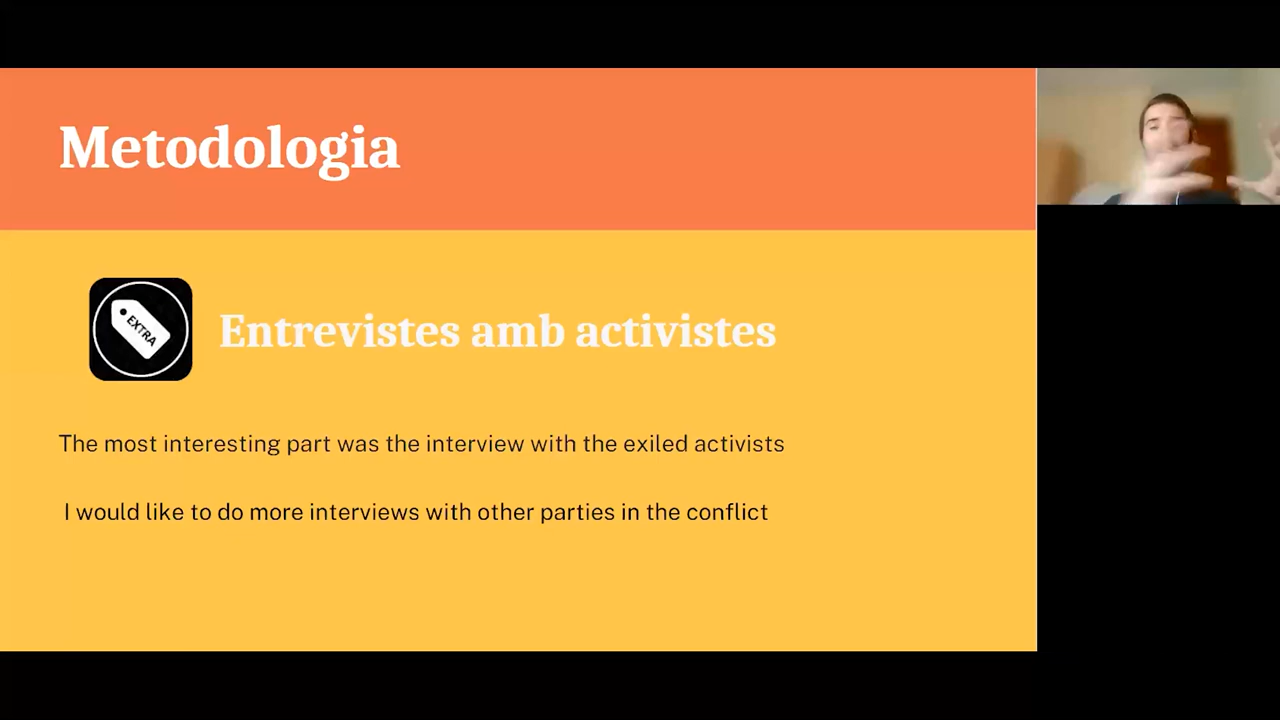 Metodologia
EXTRA
Entrevistes amb activistes
The most interesting part was the interview with the exiled activists
I would like to do more interviews with other parties in the conflict